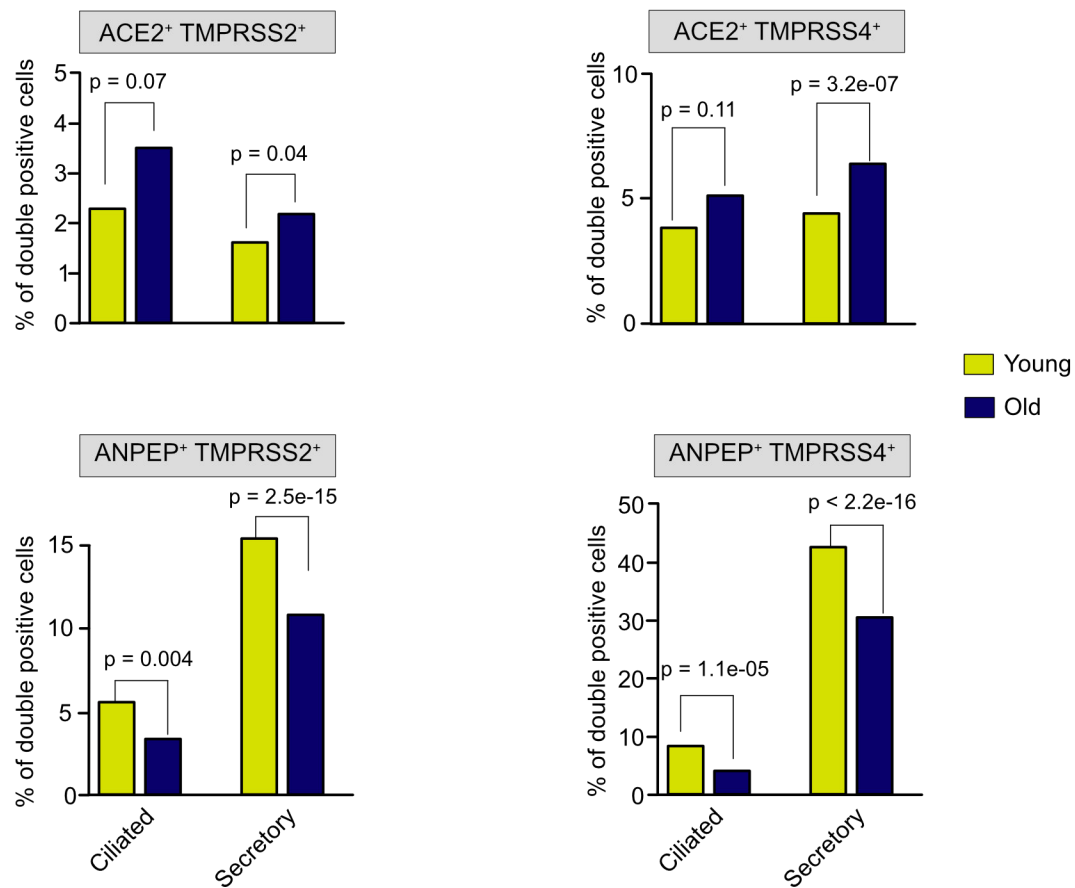 ACE2⁺ TMPRSS2⁺
% of double positive cells
5
4
3
2
1
0
p = 0.07
p = 0.04
ACE2⁺ TMPRSS4⁺
% of double positive cells
10
5
0
p = 0.11
p = 3.2e-07
Young
Old
ANPEP⁺ TMPRSS2⁺
% of double positive cells
15
10
5
0
p = 0.004
p = 2.5e-15
Ciliated
Secretory
ANPEP⁺ TMPRSS4⁺
% of double positive cells
50
40
30
20
10
0
p = 1.1e-05
p < 2.2e-16
Ciliated
Secretory